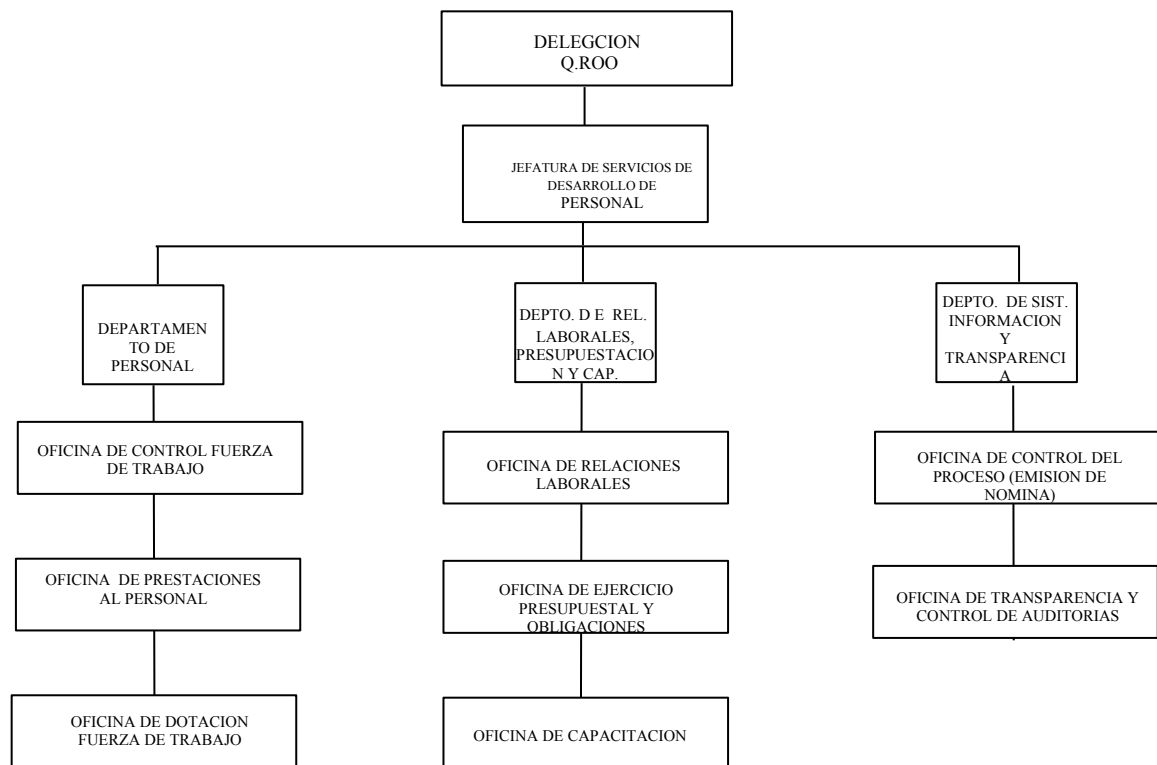 DELEGCION
Q.ROO
JEFATURA DE SERVICIOS DE
DESARROLLO DE
PERSONAL
DEPARTAMEN
TO DE
PERSONAL
DEPTO. D E REL.
LABORALES,
PRESUPUESTACIO
N Y CAP.
DEPTO. DE SIST.
INFORMACION
Y
TRANSPARENCI
A
OFICINA DE CONTROL FUERZA
DE TRABAJO
OFICINA DE RELACIONES
LABORALES
OFICINA DE CONTROL DEL
PROCESO (EMISION DE
NOMINA)
OFICINA DE PRESTACIONES
AL PERSONAL
OFICINA DE EJERCICIO
PRESUPUESTAL Y
OBLIGACIONES
OFICINA DE TRANSPARENCIA Y
CONTROL DE AUDITORIAS
OFICINA DE DOTACION
FUERZA DE TRABAJO
OFICINA DE CAPACITACION